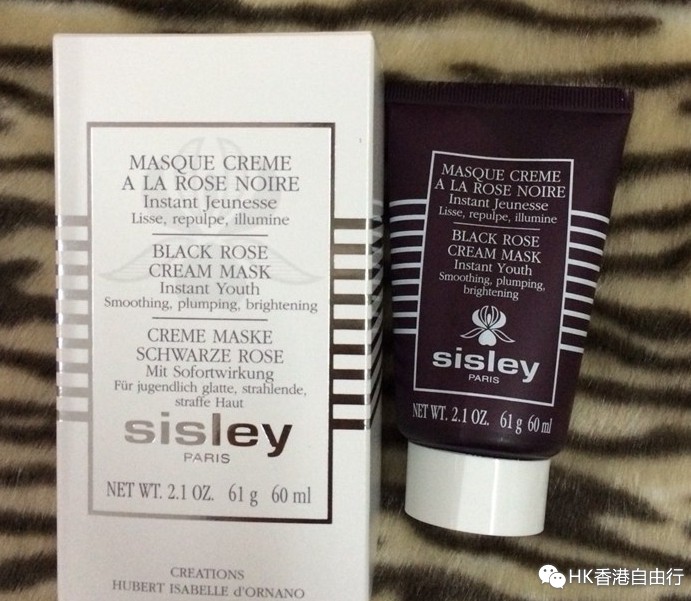 MASQUE CREME
A LA ROSE NOIRE
Instant Jeunesse
Lisse, repulpe, illumine
BLACK ROSE
CREAM MASK
Instant Youth
Smoothing, plumping, brightening
CREME MASKE
SCHWARZE ROSE
Mit Sofortwirkung
Für jugendlich glatte, strahlende,
straffe Haut
sisley
PARIS
NET WT. 2.1 OZ. 61 g 60 ml
CREATIONS
HUBERT ISABELLE d'ORNANO
MASQUE CREME
A LA ROSE NOIRE
Instant Jeunesse
Lisse, repulpe, illumine
BLACK ROSE
CREAM MASK
Instant Youth
Smoothing, plumping,
brightening
sisley
PARIS
NET WT. 2.1 OZ. 61 g 60 ml
HK香港自由行